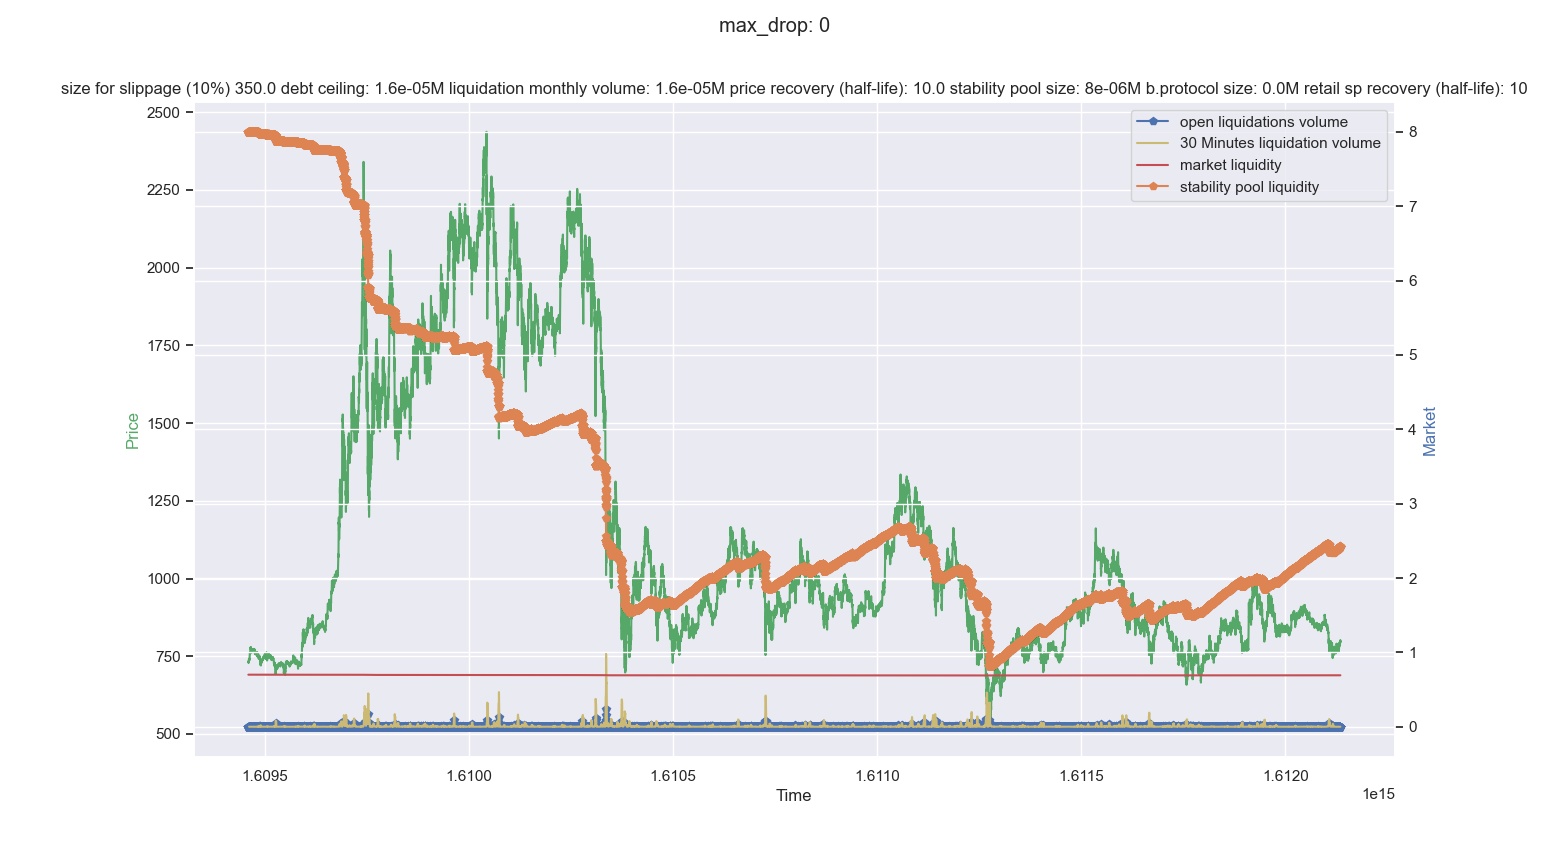 max_drop: 0
size for slippage (10%) 350.0 debt ceiling: 1.6e-05M liquidation monthly volume: 1.6e-05M price recovery (half-life): 10.0 stability pool size: 8e-06M b.protocol size: 0.0M retail sp recovery (half-life): 10
open liquidations volume
30 Minutes liquidation volume
market liquidity
stability pool liquidity
2500
2250
2000
1750
1500
1250
1000
750
500
Price
8
7
6
5
4
3
2
1
0
Market
1.6095 1.6100 1.6105 1.6110 1.6115 1.6120
1e15
Time